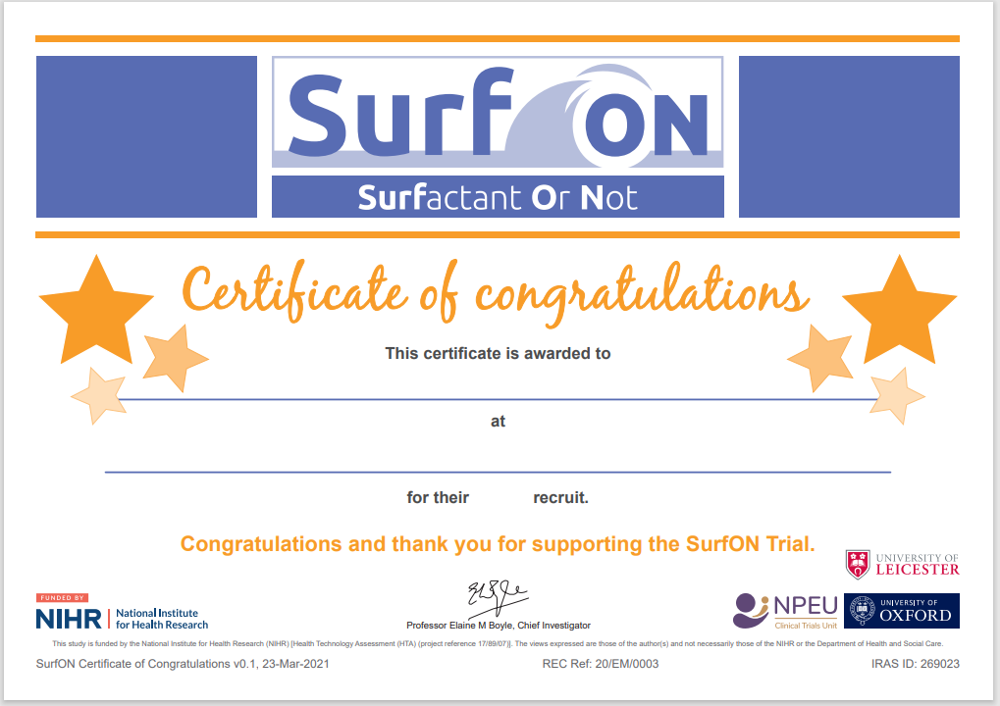 SurfON
Surfactant Or Not
Certificate of congratulations
This certificate is awarded to
at
for their recruit.
Congratulations and thank you for supporting the SurfON Trial.
UNIVERSITY OF
LEICESTER
FUNDED BY
NIHR | National Institute
for Health Research
Professor Elaine M Boyle, Chief Investigator
NPEU
Clinical Trials Unit
UNIVERSITY OF
OXFORD
This study is funded by the National Institute for Health Research (NIHR) [Health Technology Assessment (HTA) (project reference 17/89/07)]. The views expressed are those of the author(s) and not necessarily those of the NIHR or the Department of Health and Social Care.
SurfON Certificate of Congratulations v0.1, 23-Mar-2021 REC Ref: 20/EM/0003 IRAS ID: 269023